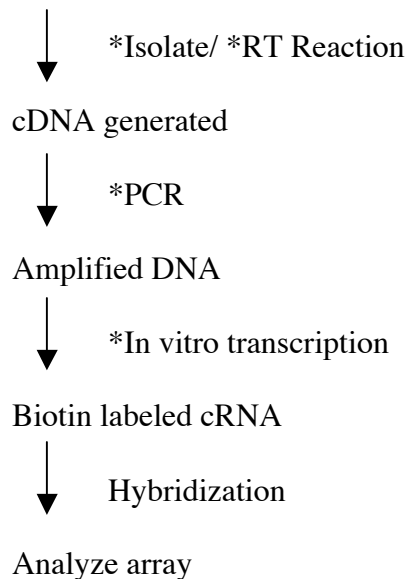 *Isolate/ *RT Reaction
cDNA generated
*PCR
Amplified DNA
*In vitro transcription
Biotin labeled cRNA
Hybridization
Analyze array